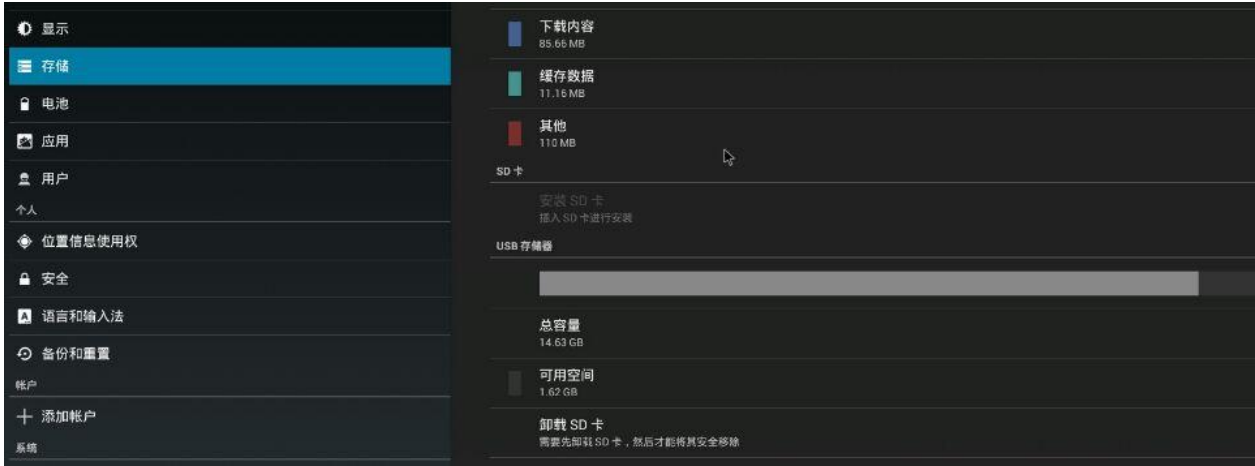 显示
存储
电池
应用
用户
个人
位置信息使用权
安全
语言和输入法
备份和重置
帐户
添加帐户
系统
下载内容
85.66 MB
缓存数据
11.16 MB
其他
110 MB
SD 卡
安装 SD 卡
插入 SD 卡进行安装
USB 存储器
总容量
14.63 GB
可用空间
1.62 GB
卸载 SD 卡
需要先卸载 SD 卡，然后才能将其安全移除